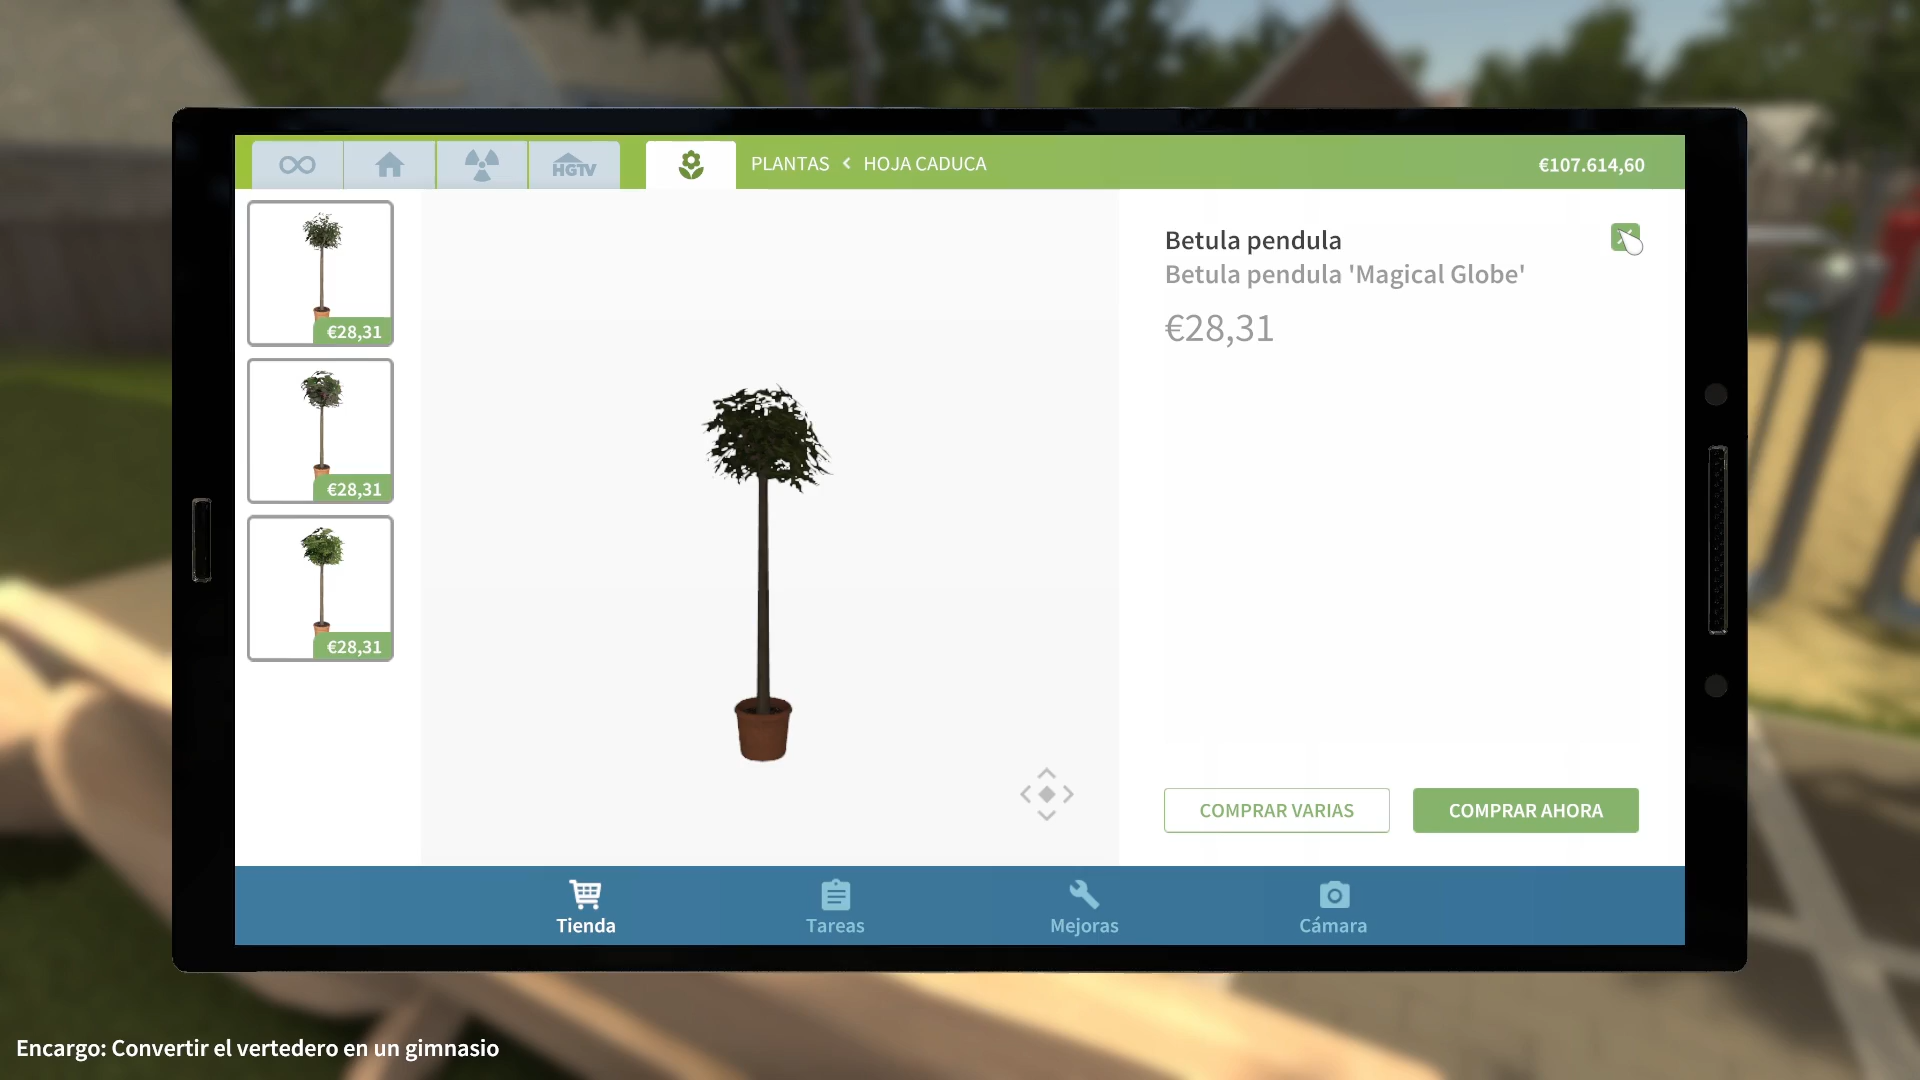 HGTV
PLANTAS < HOJA CADUCA
€107.614,60
€28,31
€28,31
€28,31
Betula pendula
Betula pendula 'Magical Globe'
€28,31
COMPRAR VARIAS
COMPRAR AHORA
Tienda
Tareas
Mejoras
Cámara
Encargo: Convertir el vertedero en un gimnasio